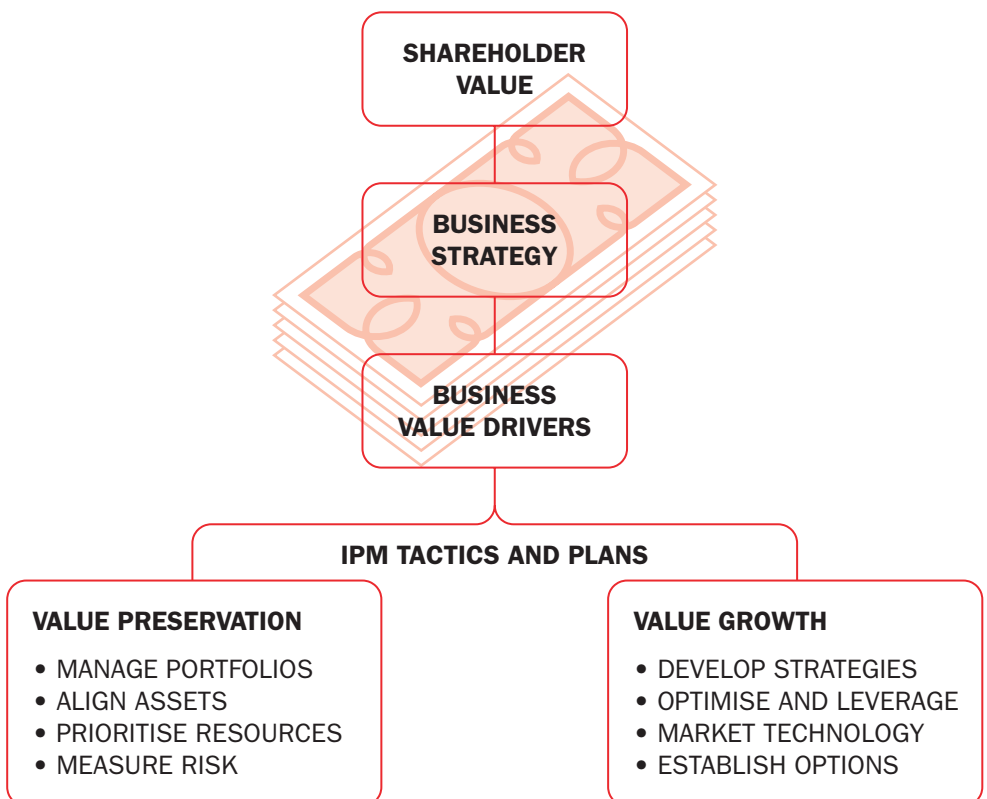 SHAREHOLDER
VALUE
BUSINESS
STRATEGY
BUSINESS
VALUE DRIVERS
IPM TACTICS AND PLANS
VALUE PRESERVATION
• MANAGE PORTFOLIOS
• ALIGN ASSETS
• PRIORITISE RESOURCES
• MEASURE RISK
VALUE GROWTH
• DEVELOP STRATEGIES
• OPTIMISE AND LEVERAGE
• MARKET TECHNOLOGY
• ESTABLISH OPTIONS